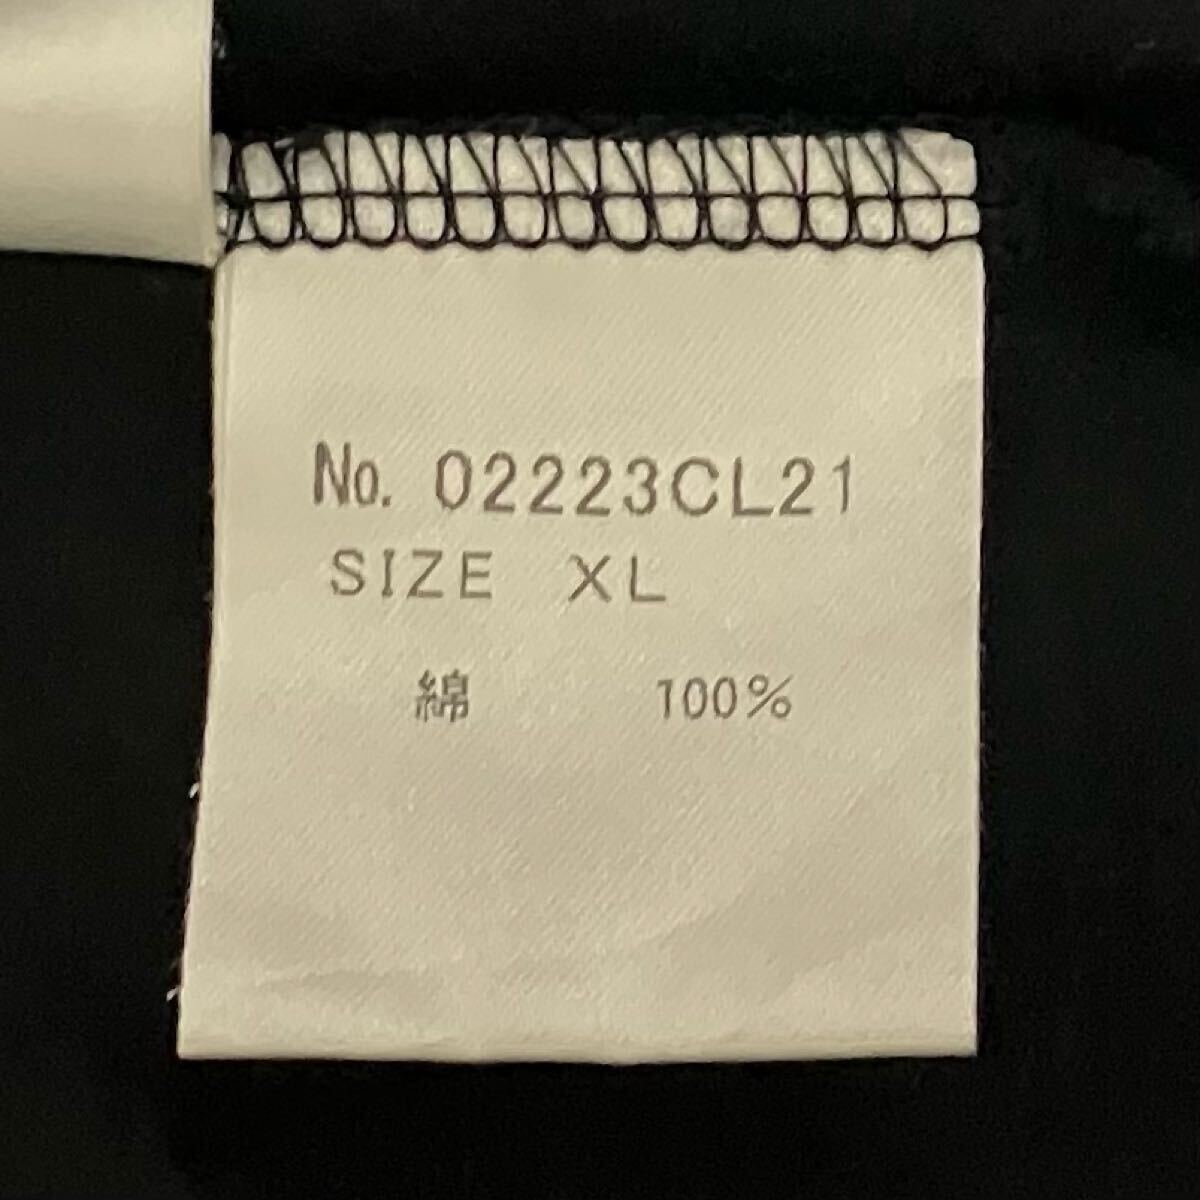 No. 02223CL21
SIZE XL
綿 100%